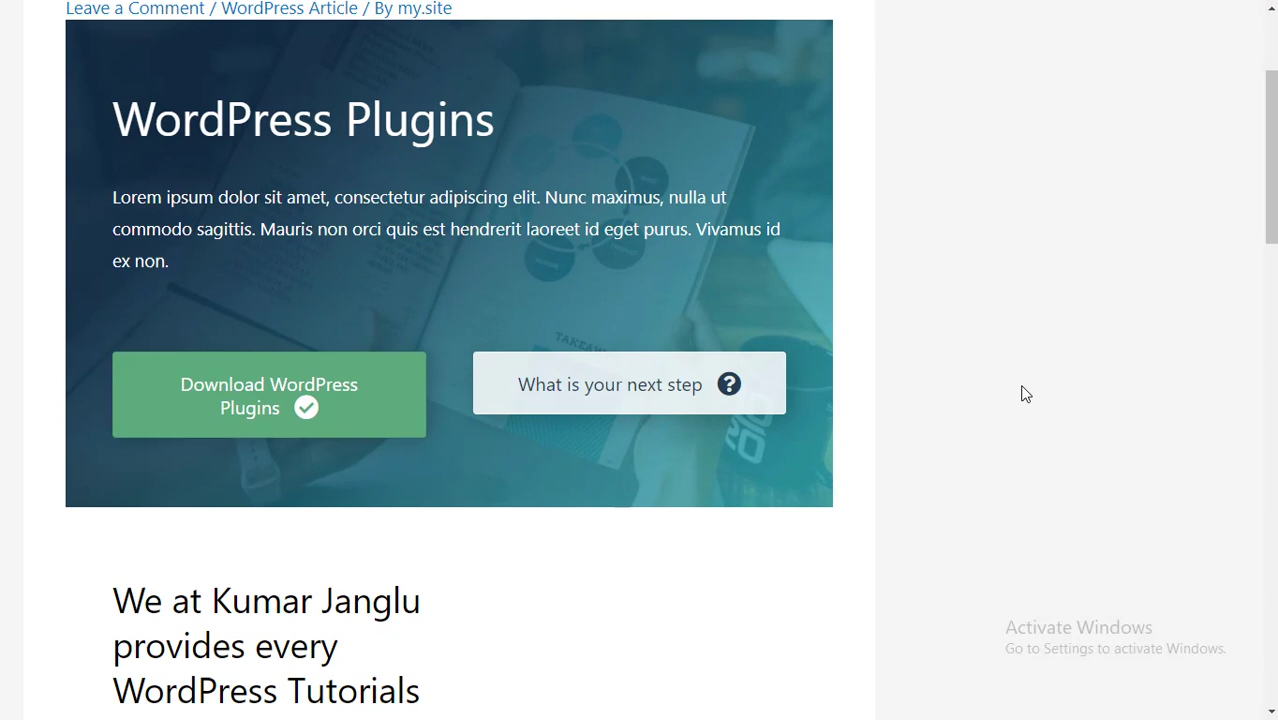 Leave a Comment / WordPress Article / By my.site
WordPress Plugins
Lorem ipsum dolor sit amet, consectetur adipiscing elit. Nunc maximus, nulla ut
commodo sagittis. Mauris non orci quis est hendrerit laoreet id eget purus. Vivamus id
ex non.
Download WordPress
Plugins
What is your next step
We at Kumar Janglu
provides every
WordPress Tutorials
Activate Windows
Go to Settings to activate Windows.